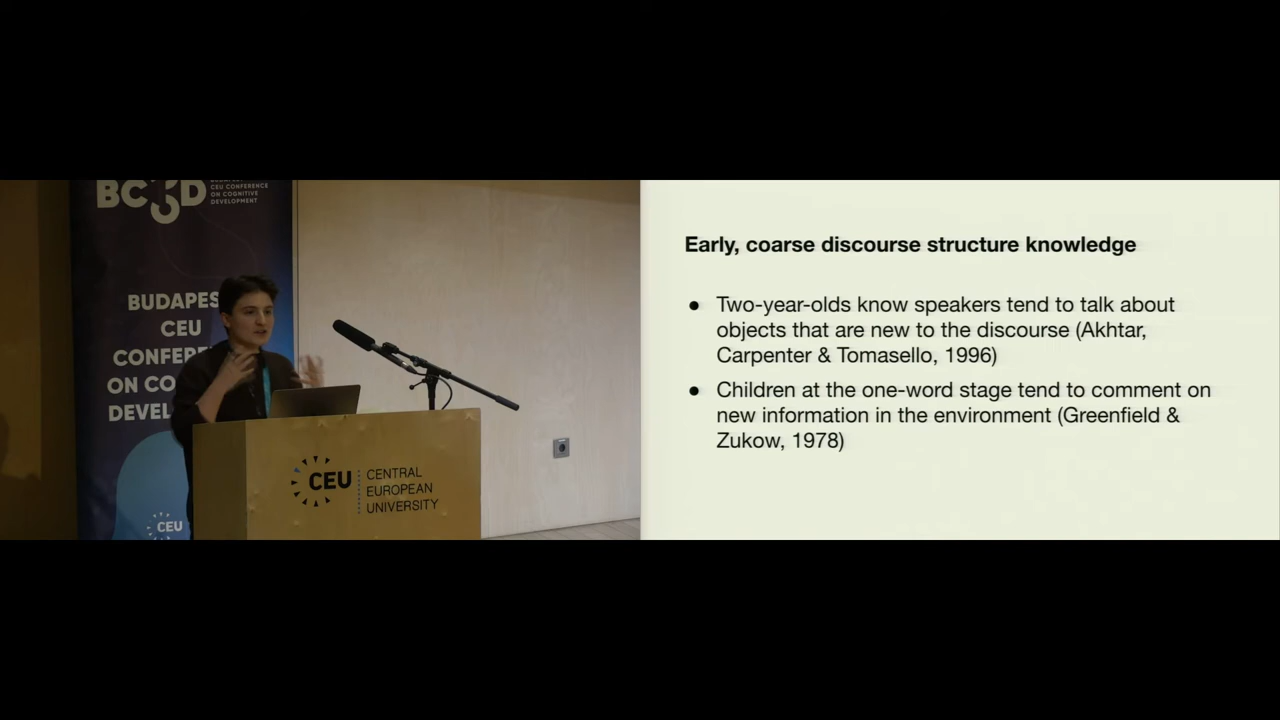 BCCCD
CEU CONFERENCE
ON COGNITIVE
DEVELOPMENT
BUDAPES
CEU
CONFER
ON CO
DEVEL
CEU
CEU
CENTRAL
EUROPEAN
UNIVERSITY
Early, coarse discourse structure knowledge
● Two-year-olds know speakers tend to talk about
objects that are new to the discourse (Akhtar,
Carpenter & Tomasello, 1996)
● Children at the one-word stage tend to comment on
new information in the environment (Greenfield &
Zukow, 1978)